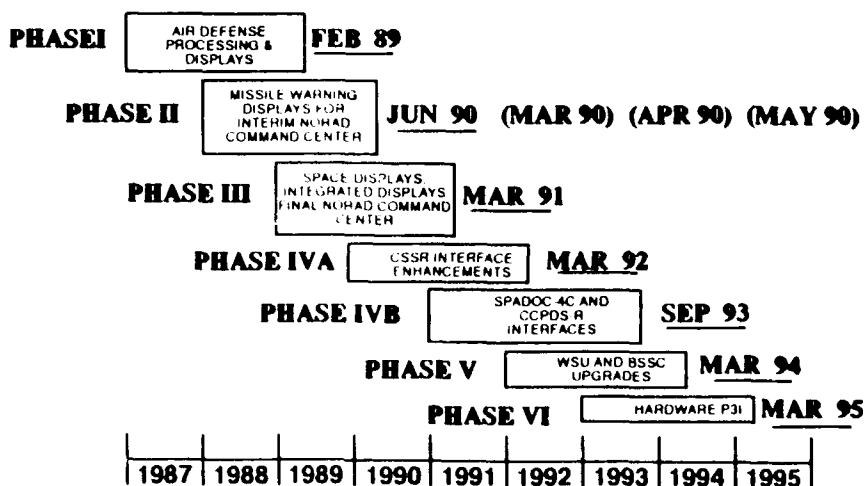 PHASEI
AIR DEFENSE
PROCESSING &
DISPLAYS
FEB 89
PHASE II
MISSILE WARNING
DISPLAYS FOR
INTERIM NORAD
COMMAND CENTER
JUN 90 (MAR 90) (APR 90) (MAY 90)
PHASE III
SPACE DISPLAYS,
INTEGRATED DISPLAYS
FINAL NORAD COMMAND
CENTER
MAR 91
PHASE IVA
CSSR INTERFACE
ENHANCEMENTS
MAR 92
PHASE IVB
SPADOC 4C AND
CCPDS R
INTERFACES
SEP 93
PHASE V
WSU AND BSSC
UPGRADES
MAR 94
PHASE VI
HARDWARE P3I
MAR 95
1987 1988 1989 1990 1991 1992 1993 1994 1995